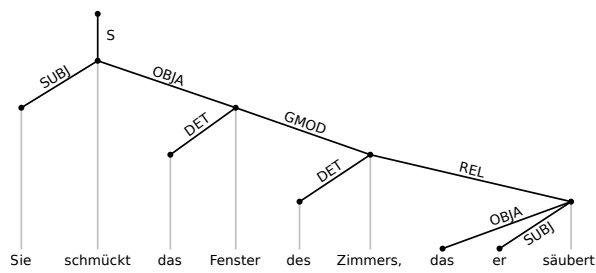 S
SUBJ OBJA
DET GMOD
DET REL
OBJA SUBJ
Sie schmückt das Fenster des Zimmers, das er säubert